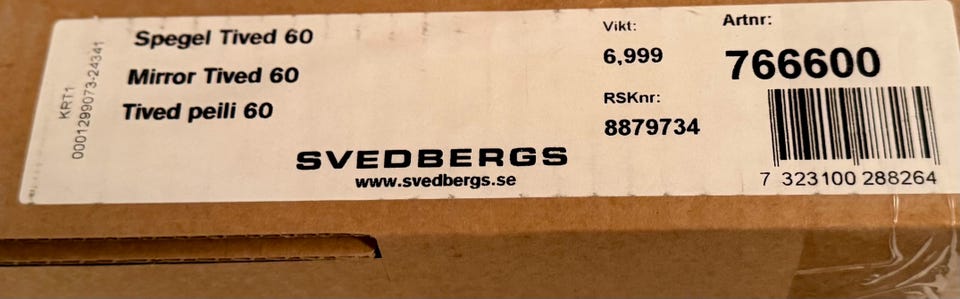 KRT1
0001299073-24341
Spegel Tived 60
Mirror Tived 60
Tived peili 60
SVEDBERGS
www.svedbergs.se
Vikt:
6,999
RSKnr:
8879734
Artnr:
766600
7 323100 288264